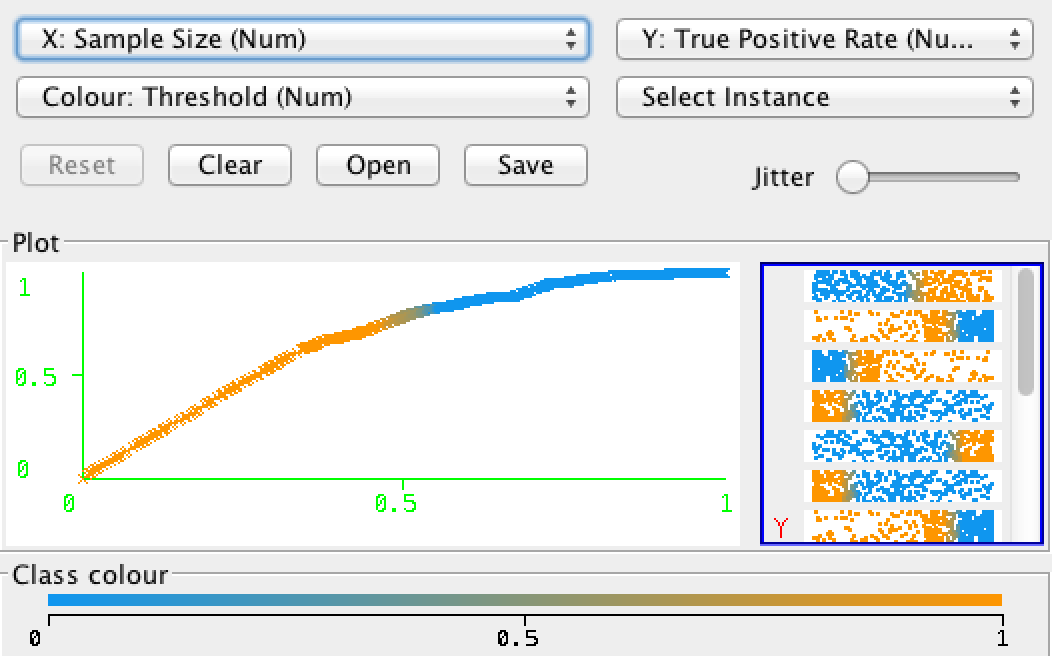 X: Sample Size (Num) Y: True Positive Rate (Nu...
Colour: Threshold (Num) Select Instance
Reset Clear Open Save Jitter
Plot
1
0.5
0
0 0.5 1
Y
Class colour
0 0.5 1